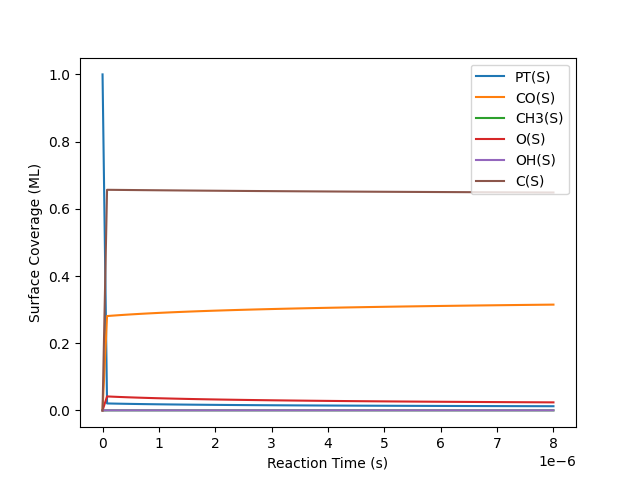 1.0
0.8
0.6
0.4
0.2
0.0
Surface Coverage (ML)
PT(S)
CO(S)
CH3(S)
O(S)
OH(S)
C(S)
0 1 2 3 4 5 6 7 8
1e−6
Reaction Time (s)